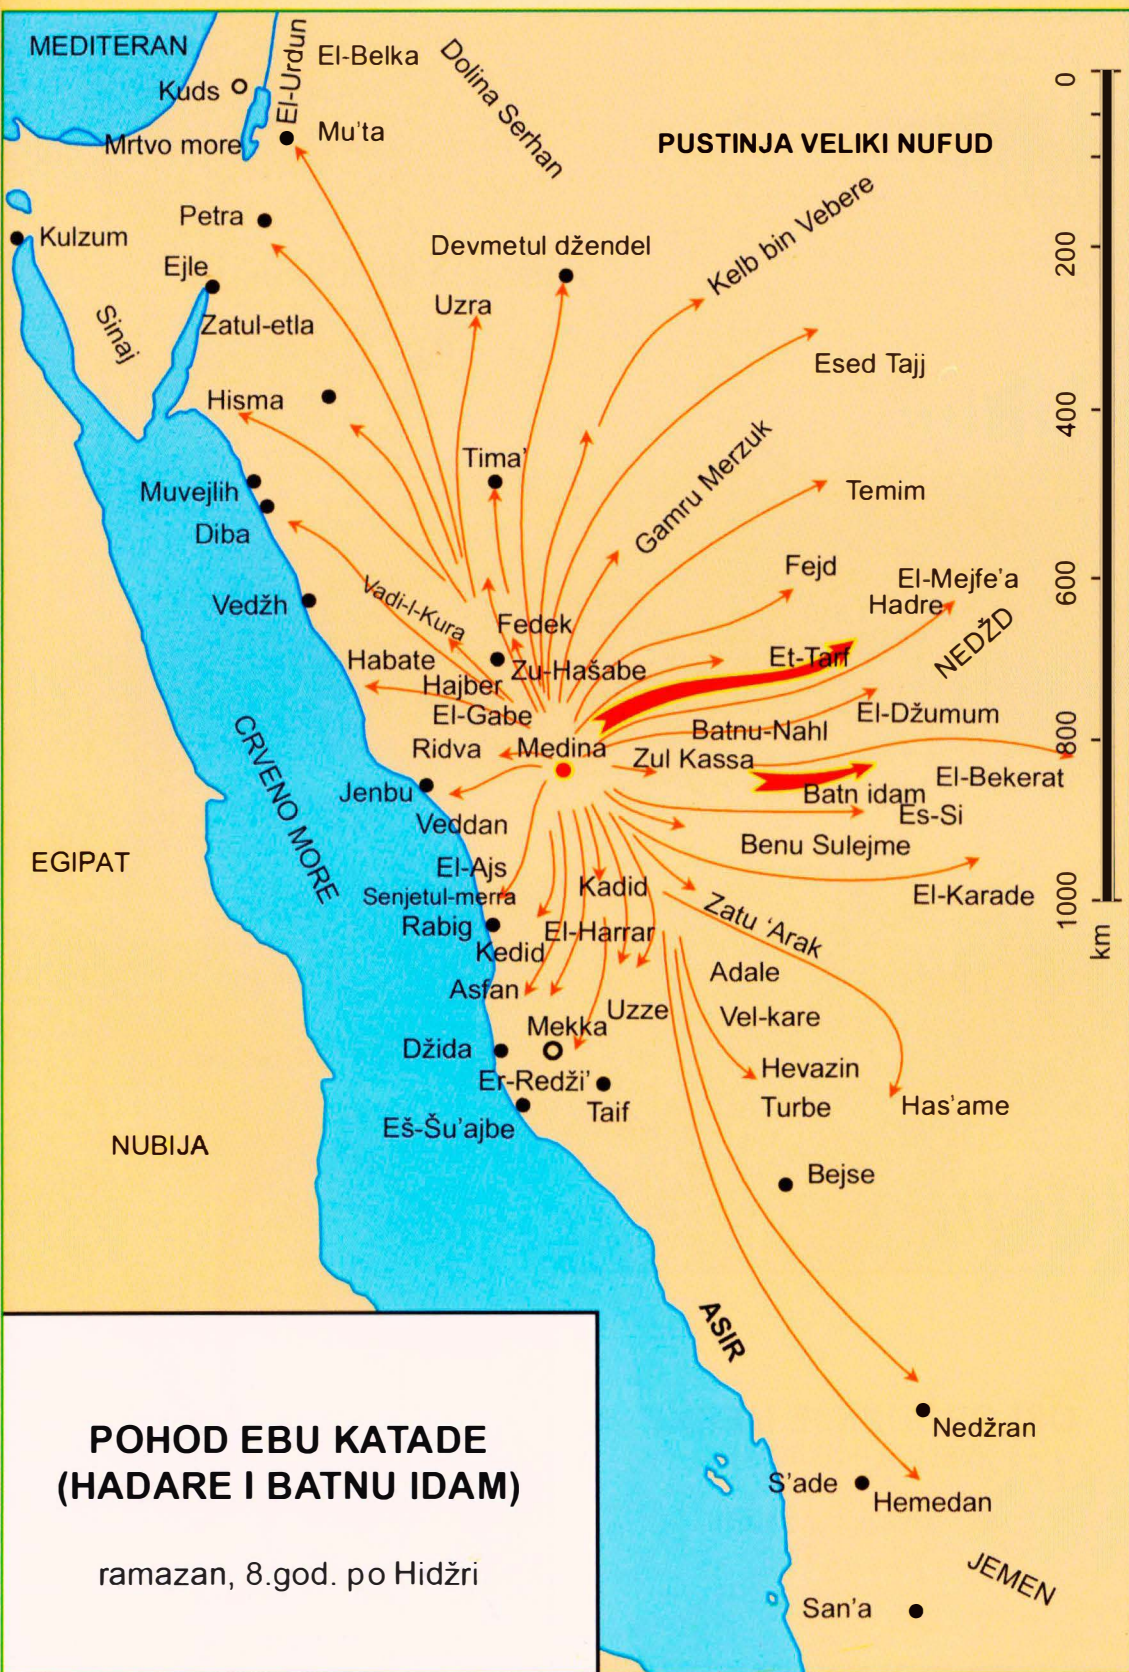 MEDITERAN
El-Urdun
El-Belka
Dolina Serhan
0
Kuds
Mu'ta
Mrtvo more
PUSTINJA VELIKI NUFUD
Petra
Kulzum
Devmetul džendel
Kelb bin Vebere
200
Ejle
Sinaj
Zatul-etla
Uzra
Esed Tajj
Hisma
400
Tima'
Gamru Merzuk
Muvejlih
Temim
Diba
Fejd
El-Mejfe'a
600
Vedžh
Vadi-l-Kura
Hadre
Fedek
NEDŽD
Habate
Zu-Hašabe
Et-Tarf
Hajber
El-Gabe
El-Džumum
Ridva
Medina
Batnu-Nahl
800
Zul Kassa
CRVENO MORE
Jenbu
Batn idam
El-Bekerat
Veddan
Es-Si
EGIPAT
El-Ajs
Benu Sulejme
Senjetul-merra
Kadid
El-Karade
1000
Rabig
El-Harrar
Zatu 'Arak
km
Kedid
Asfan
Adale
Uzze
Vel-kare
Mekka
Džida
Er-Redži'
Hevazin
Taif
Turbe
Has'ame
Eš-Šu'ajbe
NUBIJA
Bejse
ASIR
POHOD EBU KATADE
(HADARE I BATNU IDAM)
ramazan, 8.god. po Hidžri
Nedžran
S'ade
Hemedan
JEMEN
San'a